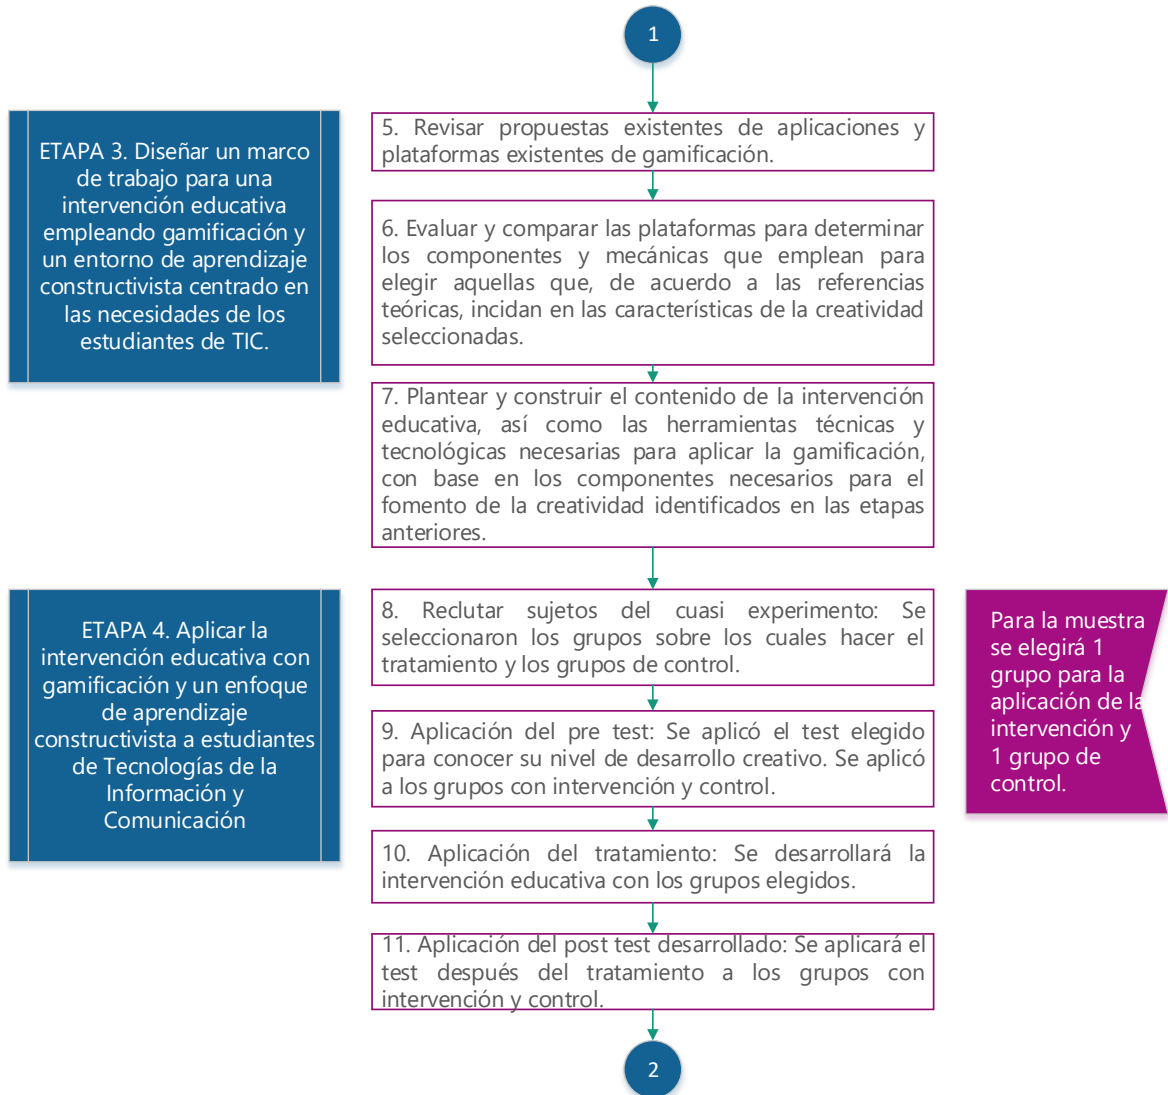 1
ETAPA 3. Diseñar un marco
de trabajo para una
intervención educativa
empleando gamificación y
un entorno de aprendizaje
constructivista centrado en
las necesidades de los
estudiantes de TIC.
5. Revisar propuestas existentes de aplicaciones y
plataformas existentes de gamificación.
6. Evaluar y comparar las plataformas para determinar
los componentes y mecánicas que emplean para
elegir aquellas que, de acuerdo a las referencias
teóricas, incidan en las características de la creatividad
seleccionadas.
7. Plantear y construir el contenido de la intervención
educativa, así como las herramientas técnicas y
tecnológicas necesarias para aplicar la gamificación,
con base en los componentes necesarios para el
fomento de la creatividad identificados en las etapas
anteriores.
ETAPA 4. Aplicar la
intervención educativa con
gamificación y un enfoque
de aprendizaje
constructivista a estudiantes
de Tecnologías de la
Información y
Comunicación
8. Reclutar sujetos del cuasi experimento: Se
seleccionaron los grupos sobre los cuales hacer el
tratamiento y los grupos de control.
9. Aplicación del pre test: Se aplicó el test elegido
para conocer su nivel de desarrollo creativo. Se aplicó
a los grupos con intervención y control.
10. Aplicación del tratamiento: Se desarrollará la
intervención educativa con los grupos elegidos.
11. Aplicación del post test desarrollado: Se aplicará el
test después del tratamiento a los grupos con
intervención y control.
Para la muestra
se elegirá 1
grupo para la
aplicación de la
intervención y
1 grupo de
control.
2